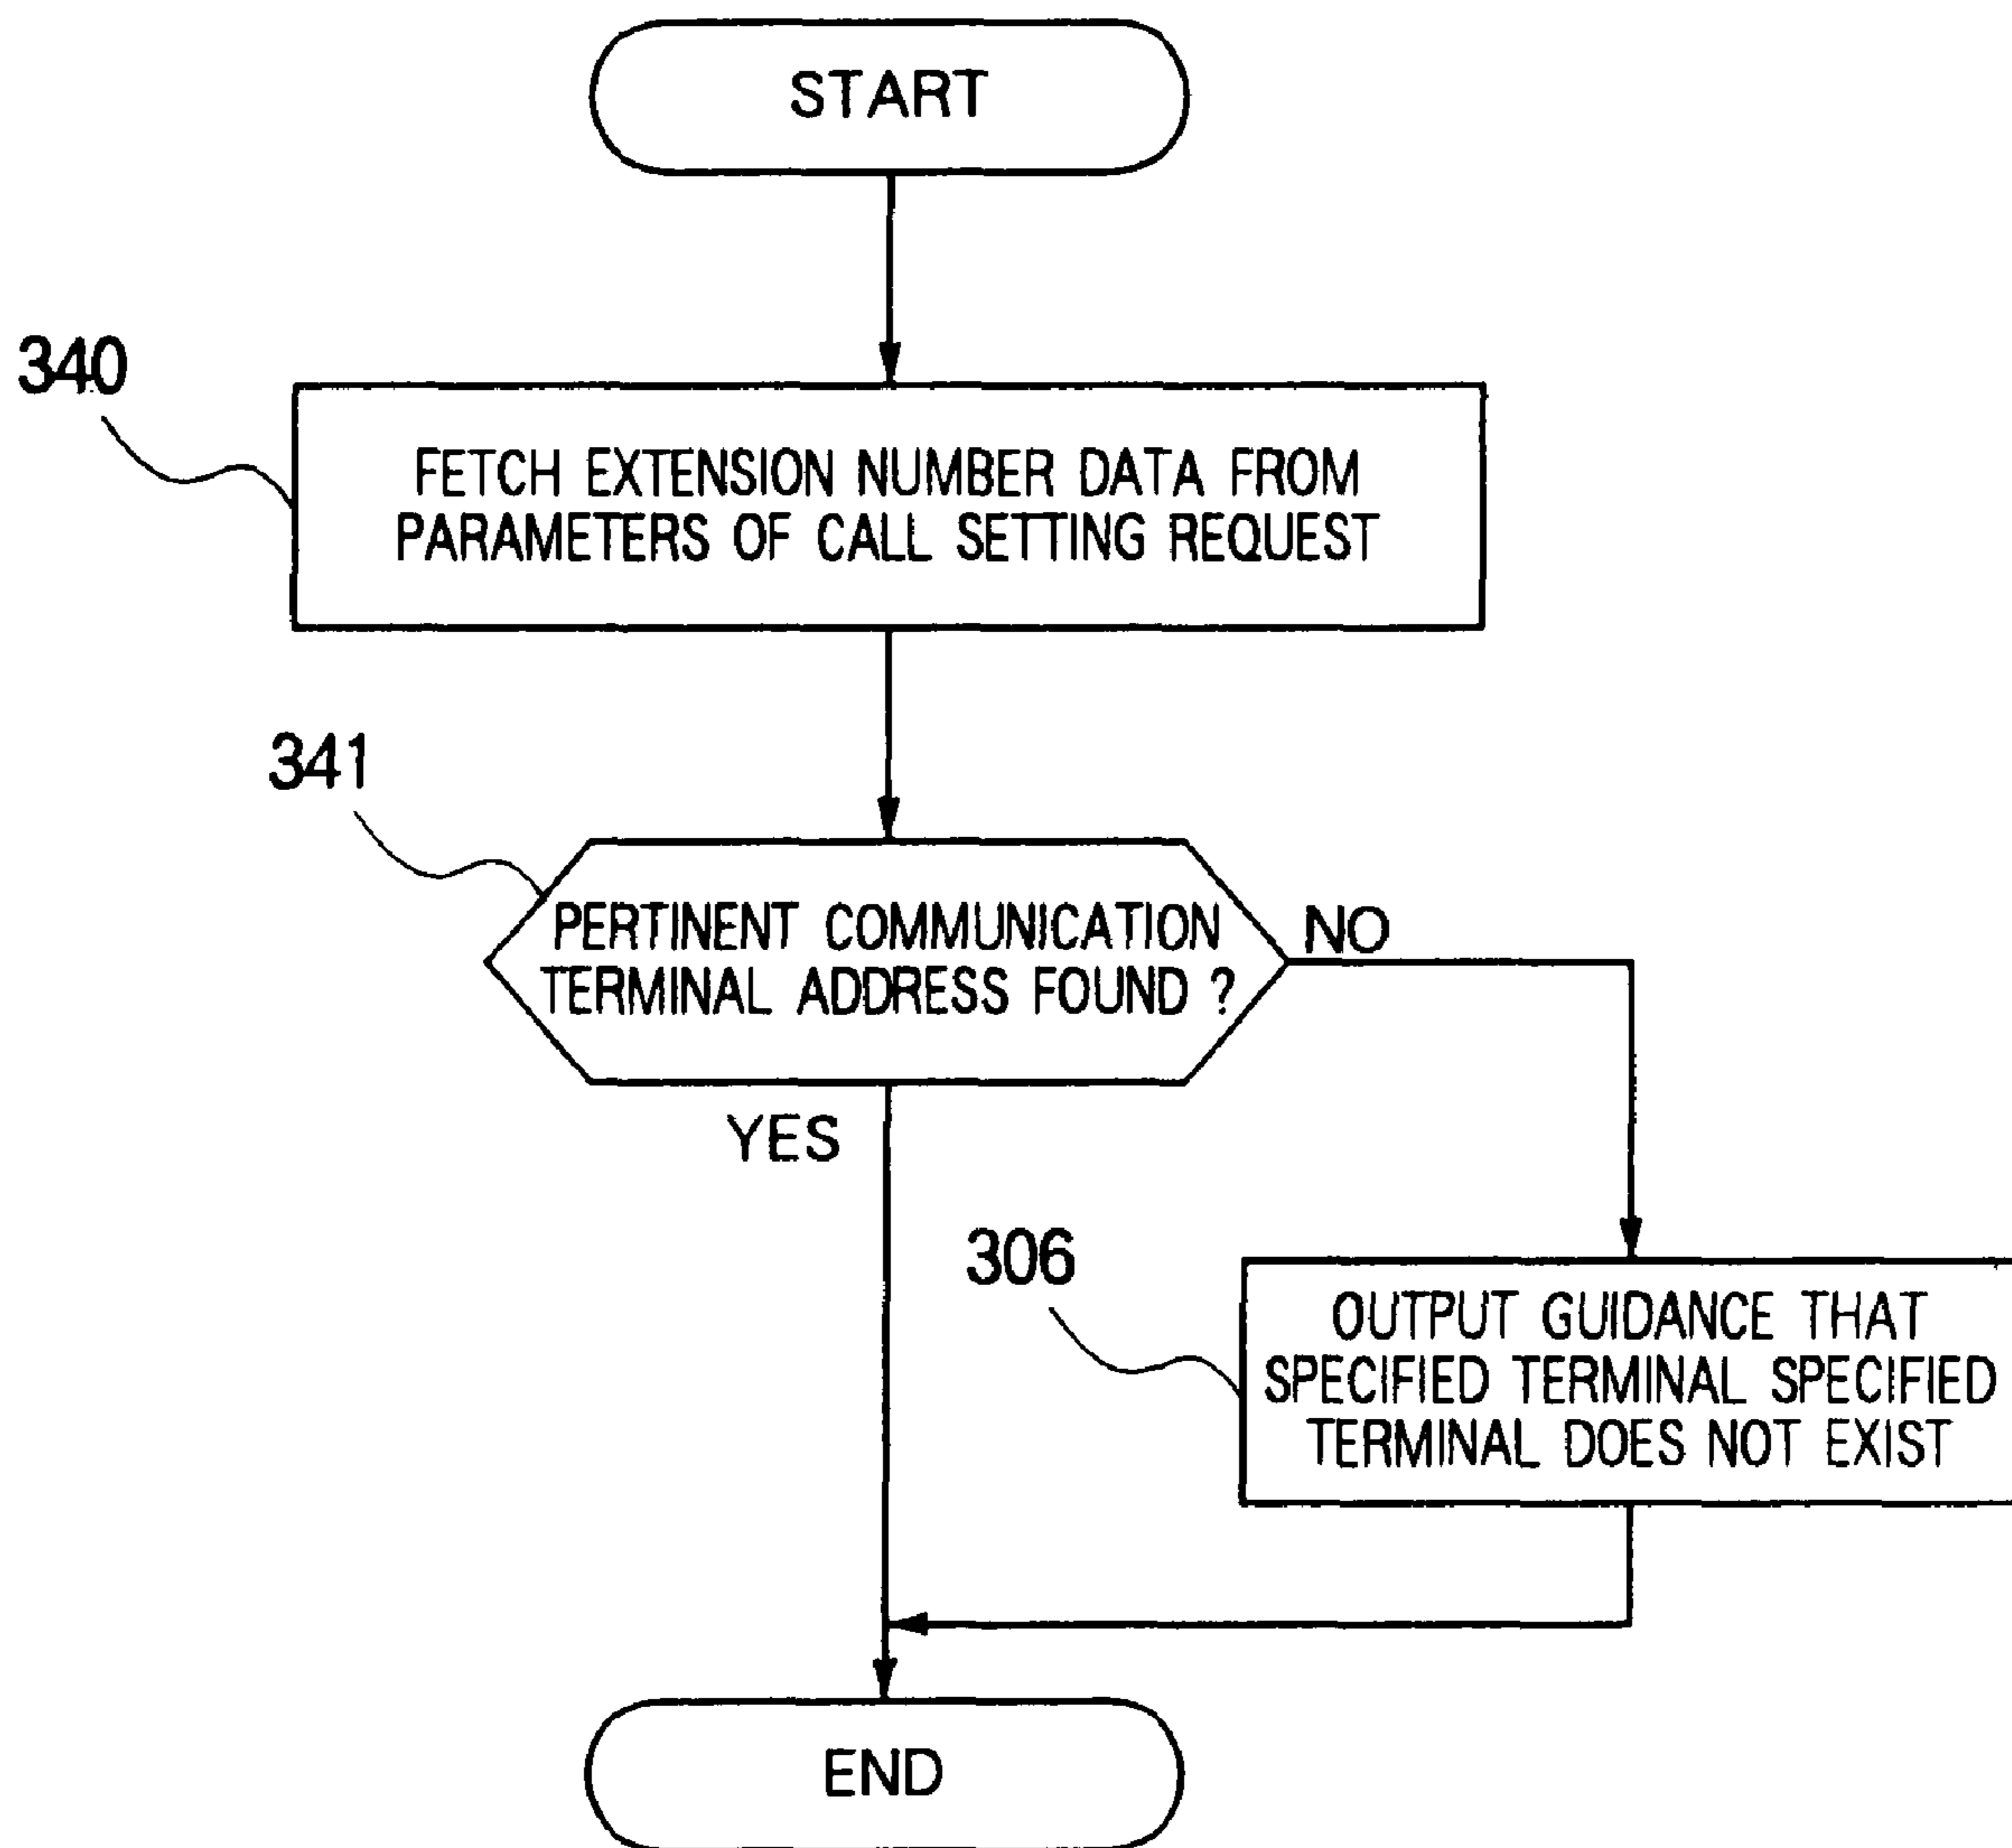 START
340
FETCH EXTENSION NUMBER DATA FROM
PARAMETERS OF CALL SETTING REQUEST
341
PERTINENT COMMUNICATION
TERMINAL ADDRESS FOUND ?
NO
YES
306
OUTPUT GUIDANCE THAT
SPECIFIED TERMINAL SPECIFIED
TERMINAL DOES NOT EXIST
END